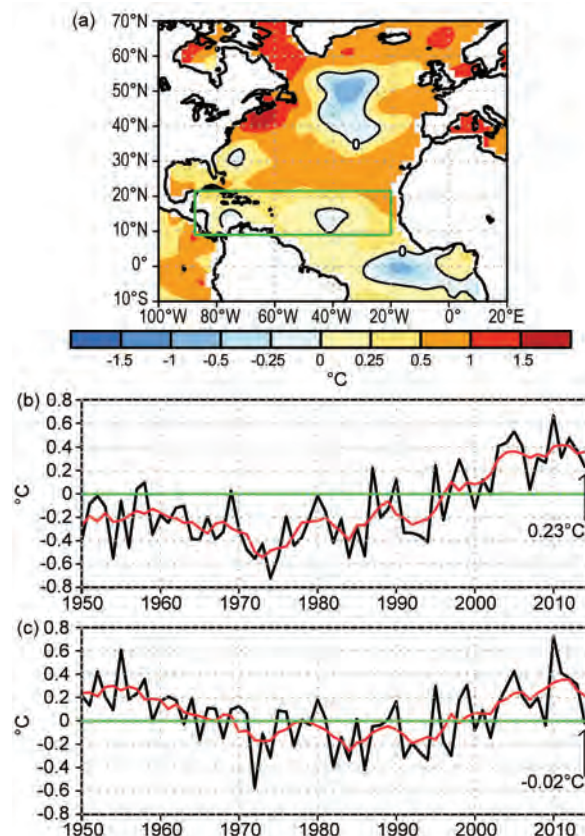 (a)
70°N
60°N
50°N
40°N
30°N
20°N
10°N
0°
10°S
0
0
100°W 80°W 60°W 40°W 20°W 0° 20°E
-1.5 -1 -0.5 -0.25 0 0.25 0.5 1 1.5
°C
(b)
0.8
0.6
0.4
0.2
0
-0.2
-0.4
-0.6
-0.8
°C
0.23°C
1950 1960 1970 1980 1990 2000 2010
(c)
0.8
0.6
0.4
0.2
0
-0.2
-0.4
-0.6
-0.8
°C
-0.02°C
1950 1960 1970 1980 1990 2000 2010